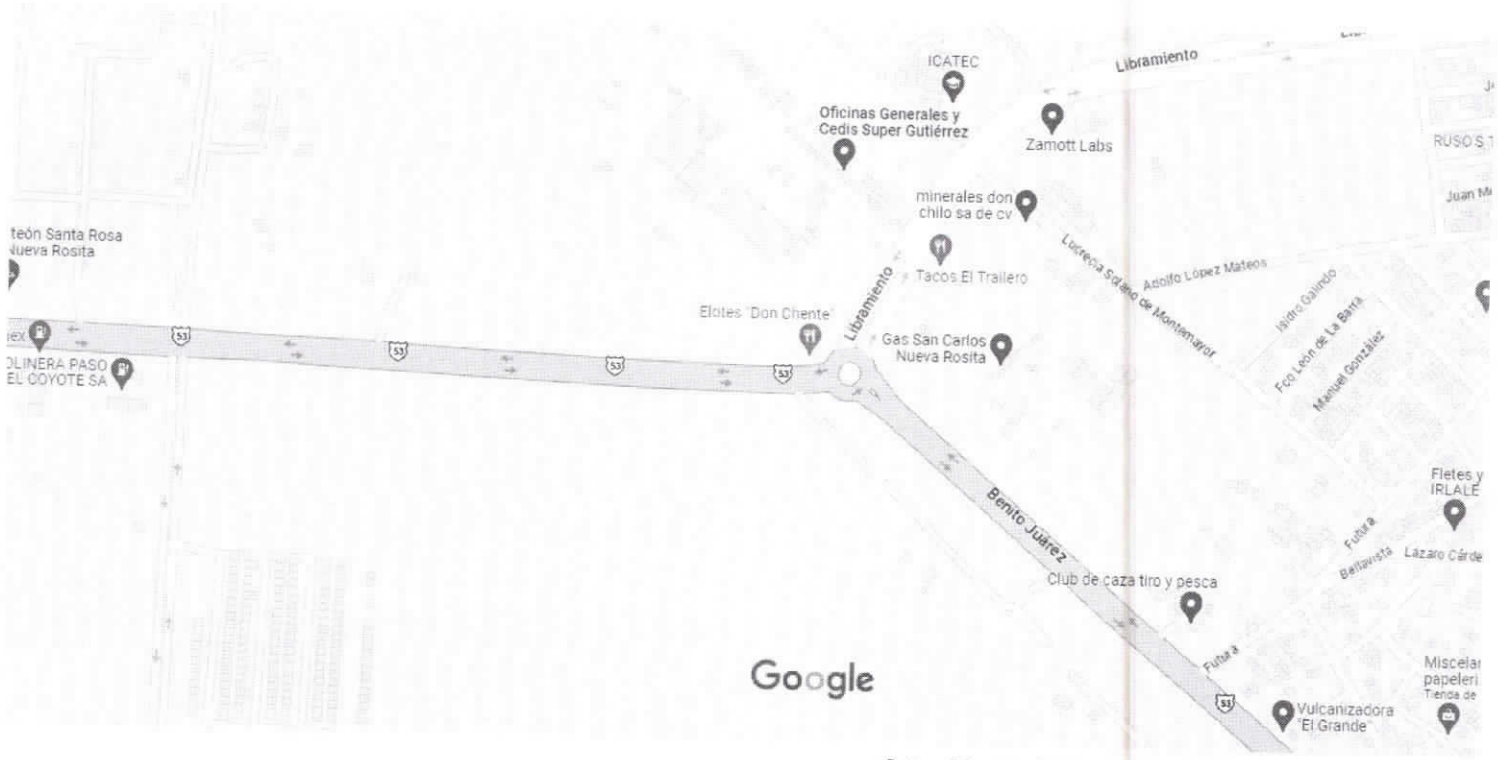 Libramiento
ICATEC
Oficinas Generales y
Cedis Super Gutiérrez
Zamott Labs
RUSO'S T
Juan M
minerales don
chilo sa de cv
teón Santa Rosa
Nueva Rosita
Lucrecia Solano de Montemayor
Adolfo López Mateos
Tacos El Trailero
Isidro Galindo
Libramiento
Elotes "Don Chente"
Fco León de La Barra
Manuel González
Gas San Carlos
Nueva Rosita
53
53
53
53
ex
OLINERA PASO
EL COYOTE SA
Benito Juárez
Fletes y
IRLALE
Futura
Bellavista
Lázaro Cárde
Club de caza tiro y pesca
Futura
Google
53
Miscelan
papeleri
Tienda de
Vulcanizadora
"El Grande"